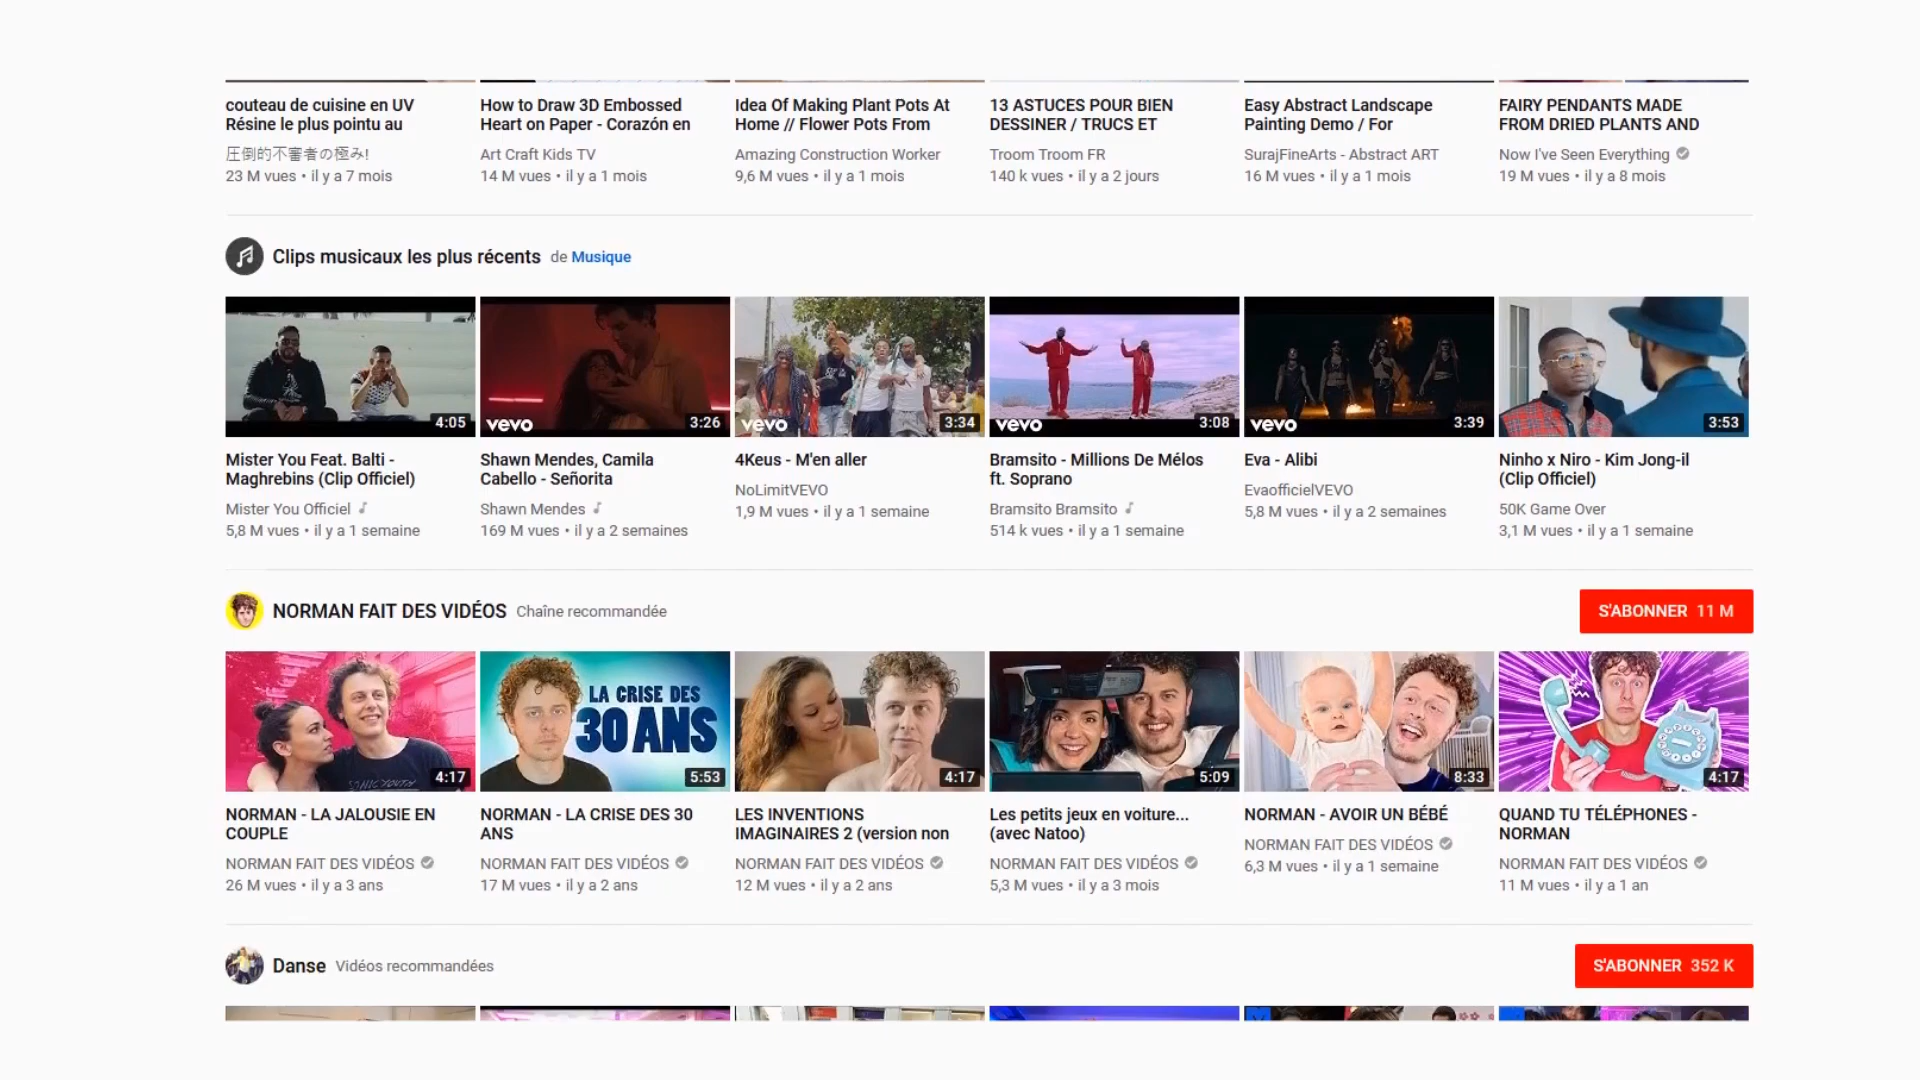 couteau de cuisine en UV
Résine le plus pointu au
圧倒的不審者の極み!
23 M vues • il y a 7 mois
How to Draw 3D Embossed
Heart on Paper - Corazón en
Art Craft Kids TV
14 M vues • il y a 1 mois
Idea Of Making Plant Pots At
Home // Flower Pots From
Amazing Construction Worker
9,6 M vues • il y a 1 mois
13 ASTUCES POUR BIEN
DESSINER / TRUCS ET
Troom Troom FR
140 k vues • il y a 2 jours
Easy Abstract Landscape
Painting Demo / For
SurajFineArts - Abstract ART
16 M vues • il y a 1 mois
FAIRY PENDANTS MADE
FROM DRIED PLANTS AND
Now I've Seen Everything
19 M vues • il y a 8 mois
Clips musicaux les plus récents de Musique
4:05
Mister You Feat. Balti -
Maghrebins (Clip Officiel)
Mister You Officiel
5,8 M vues • il y a 1 semaine
vevo 3:26
Shawn Mendes, Camila
Cabello - Señorita
Shawn Mendes
169 M vues • il y a 2 semaines
vevo 3:34
4Keus - M'en aller
NoLimitVEVO
1,9 M vues • il y a 1 semaine
vevo 3:08
Bramsito - Millions De Mélos
ft. Soprano
Bramsito Bramsito
514 k vues • il y a 1 semaine
vevo 3:39
Eva - Alibi
EvaofficielVEVO
5,8 M vues • il y a 2 semaines
3:53
Ninho x Niro - Kim Jong-il
(Clip Officiel)
50K Game Over
3,1 M vues • il y a 1 semaine
NORMAN FAIT DES VIDÉOS Chaîne recommandée
S'ABONNER 11 M
SONIC YOUTH
4:17
NORMAN - LA JALOUSIE EN
COUPLE
NORMAN FAIT DES VIDÉOS
26 M vues • il y a 3 ans
LA CRISE DES
30 ANS
5:53
NORMAN - LA CRISE DES 30
ANS
NORMAN FAIT DES VIDÉOS
17 M vues • il y a 2 ans
4:17
LES INVENTIONS
IMAGINAIRES 2 (version non
NORMAN FAIT DES VIDÉOS
12 M vues • il y a 2 ans
5:09
Les petits jeux en voiture...
(avec Natoo)
NORMAN FAIT DES VIDÉOS
5,3 M vues • il y a 3 mois
8:33
NORMAN - AVOIR UN BÉBÉ
NORMAN FAIT DES VIDÉOS
6,3 M vues • il y a 1 semaine
4:17
QUAND TU TÉLÉPHONES -
NORMAN
NORMAN FAIT DES VIDÉOS
11 M vues • il y a 1 an
Danse Vidéos recommandées
S'ABONNER 352 K